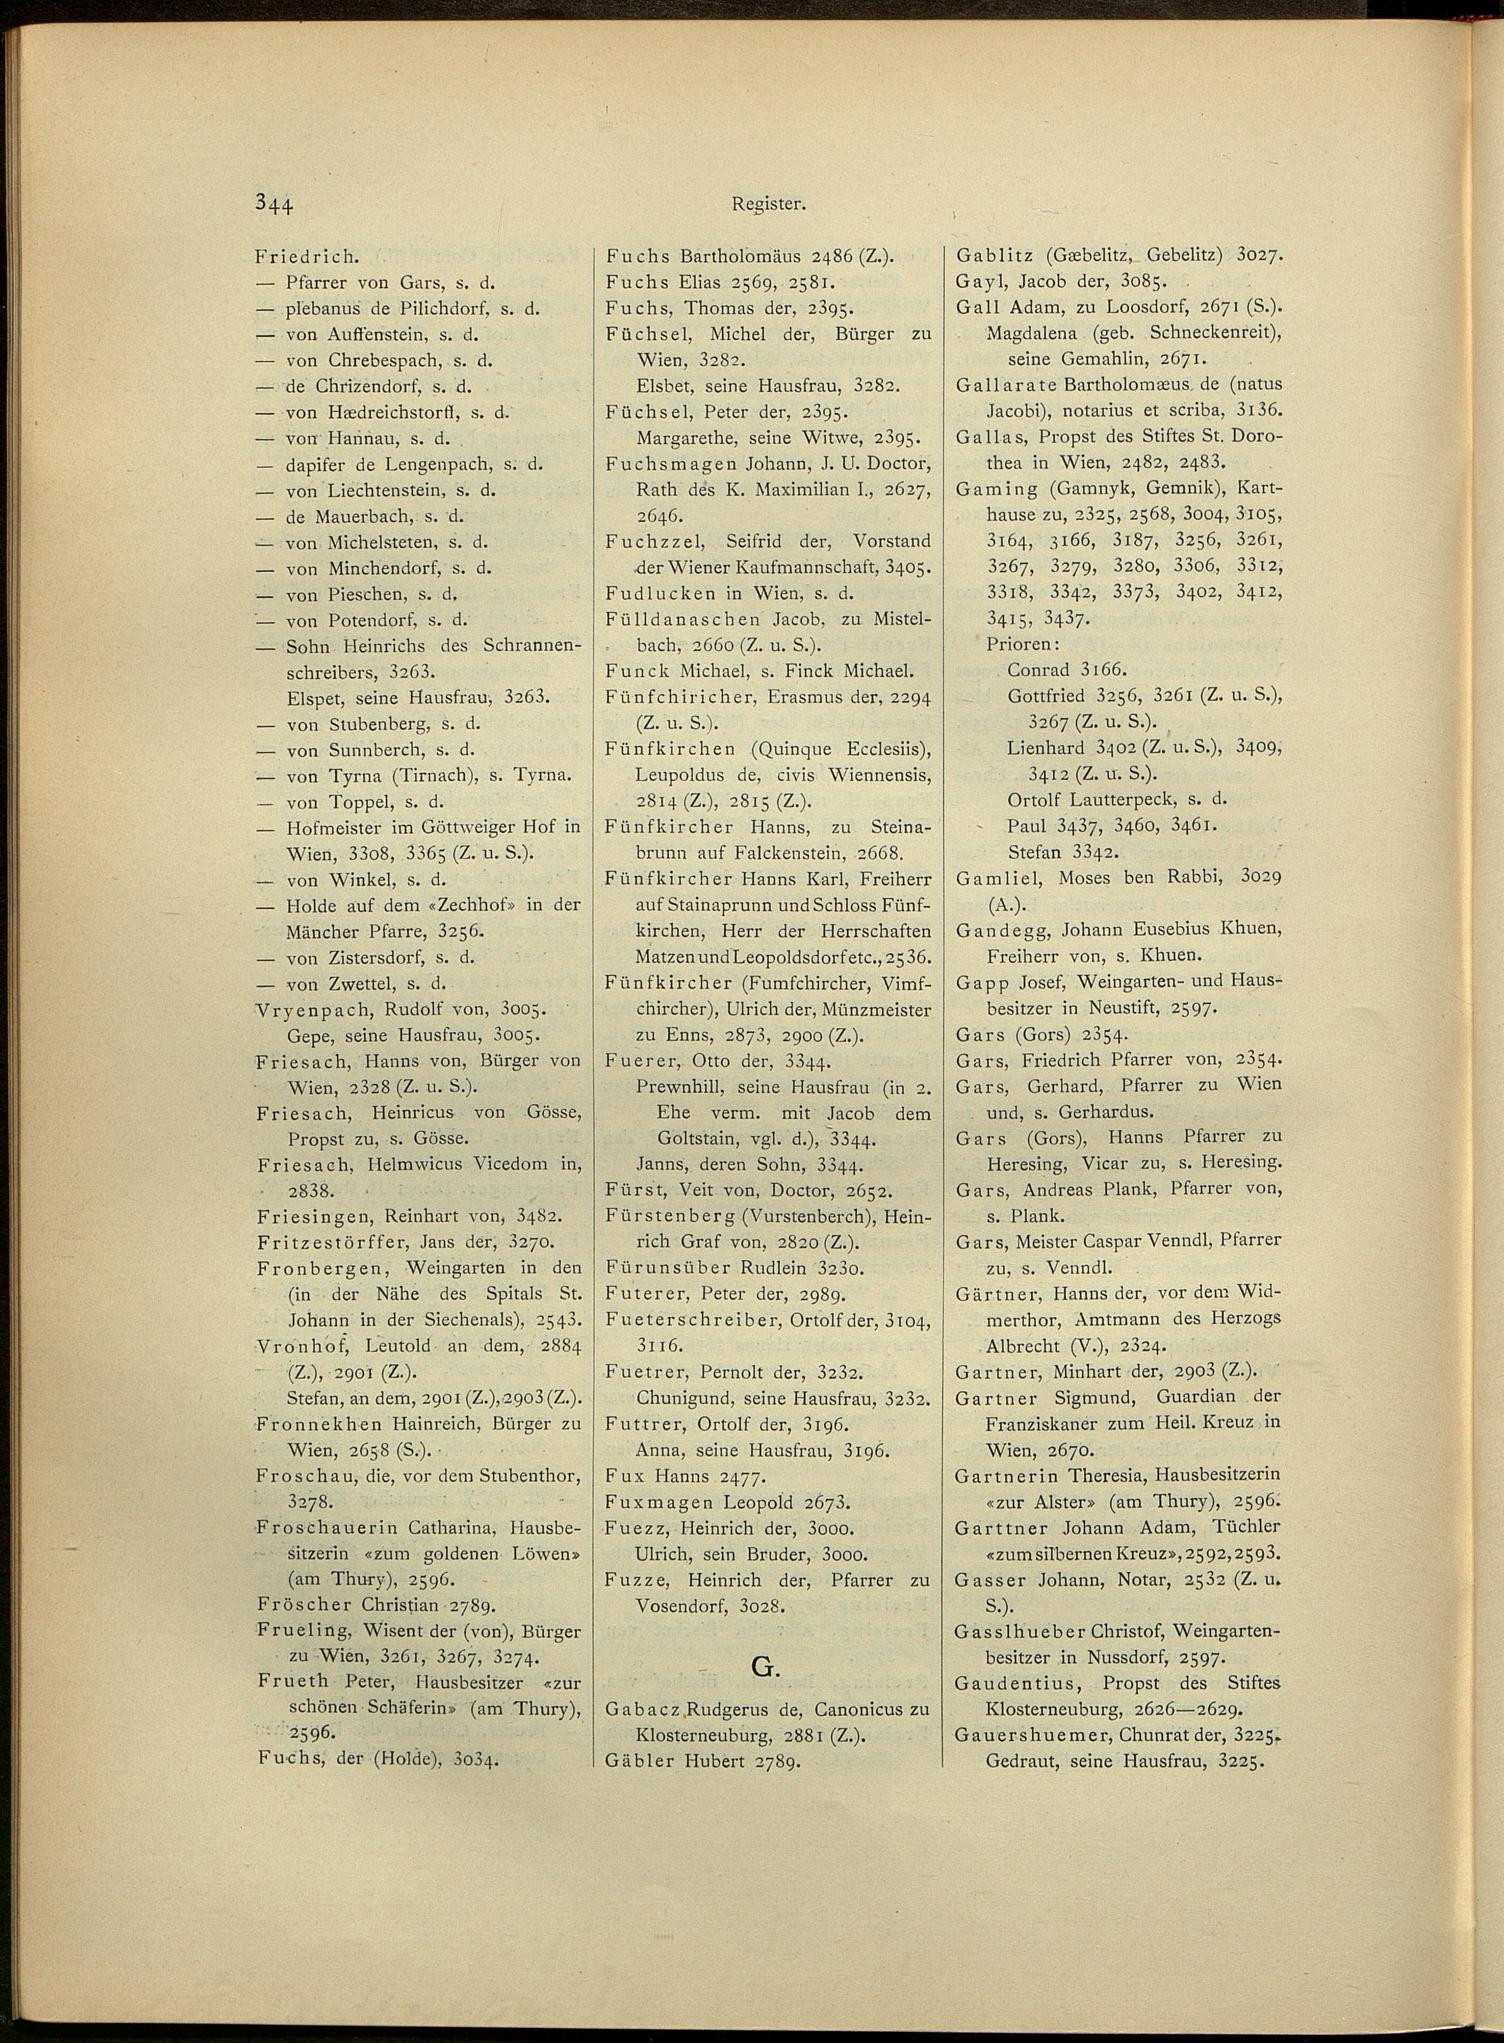 344
Register.
Friedrich.
— Pfarrer von Gars, s. d.
— plebanus de Pilichdorf, s. d.
— von Auffenstein, s. d.
— von Chrebespach, s. d.
— de Chrizendorf, s. d.
— von Hædreichstorff, s. d.
— von Hannau, s. d.
— dapifer de Lengenpach, s. d.
— von Liechtenstein, s. d.
— de Mauerbach, s. d.
— von Michelsteten, s. d.
— von Minchendorf, s. d.
— von Pieschen, s. d.
— von Potendorf, s. d.
— Sohn Heinrichs des Schrannen-
schreibers, 3263.
Elspet, seine Hausfrau, 3263.
— von Stubenberg, s. d.
— von Sunnberch, s. d.
— von Tyrna (Tirnach), s. Tyrna.
— von Toppel, s. d.
— Hofmeister im Göttweiger Hof in
Wien, 3308, 3365 (Z. u. S.).
— von Winkel, s. d.
— Holde auf dem «Zechhof» in der
Mäncher Pfarre, 3256.
— von Zistersdorf, s. d.
— von Zwettel, s. d.
Vryenpach, Rudolf von, 3005.
Gepe, seine Hausfrau, 3005.
Friesach, Hanns von, Bürger von
Wien, 2328 (Z. u. S.).
Friesach, Heinricus von Gösse,
Propst zu, s. Gösse.
Friesach, Helmwicus Vicedom in,
2838.
Friesingen, Reinhart von, 3482.
Fritzestörffer, Jans der, 3270.
Fronbergen, Weingarten in den
(in der Nähe des Spitals St.
Johann in der Siechenals), 2543.
Vronhof, Leutold an dem, 2884
(Z.), 2901 (Z.).
Stefan, an dem, 2901 (Z.), 2903 (Z.).
Fronnekhen Hainreich, Bürger zu
Wien, 2658 (S.).
Froschau, die, vor dem Stubenthor,
3278.
Froschauerin Catharina, Hausbe-
sitzerin «zum goldenen Löwen»
(am Thury), 2596.
Fröscher Christian 2789.
Frueling, Wisent der (von), Bürger
zu Wien, 3261, 3267, 3274.
Frueth Peter, Hausbesitzer «zur
schönen Schäferin» (am Thury),
2596.
Fuchs, der (Holde), 3034.
Fuchs Bartholomäus 2486 (Z.).
Fuchs Elias 2569, 2581.
Fuchs, Thomas der, 2395.
Füchsel, Michel der, Bürger zu
Wien, 3282.
Elsbet, seine Hausfrau, 3282.
Füchsel, Peter der, 2395.
Margarethe, seine Witwe, 2395.
Fuchsmagen Johann, J. U. Doctor,
Rath des K. Maximilian I., 2627,
2646.
Fuchzzel, Seifrid der, Vorstand
der Wiener Kaufmannschaft, 3405.
Fudlucken in Wien, s. d.
Fülldanaschen Jacob, zu Mistel-
bach, 2660 (Z. u. S.).
Funck Michael, s. Finck Michael.
Fünfchiricher, Erasmus der, 2294
(Z. u. S.).
Fünfkirchen (Quinque Ecclesiis),
Leupoldus de, civis Wiennensis,
2814 (Z.), 2815 (Z.).
Fünfkircher Hanns, zu Steina-
brunn auf Falckenstein, 2668.
Fünfkircher Hanns Karl, Freiherr
auf Stainaprunn und Schloss Fünf-
kirchen, Herr der Herrschaften
Matzen und Leopoldsdorf etc., 2536.
Fünfkircher (Fumfchircher, Vimf-
chircher), Ulrich der, Münzmeister
zu Enns, 2873, 2900 (Z.).
Fuerer, Otto der, 3344.
Prewnhill, seine Hausfrau (in 2.
Ehe verm. mit Jacob dem
Goltstain, vgl. d.), 3344.
Janns, deren Sohn, 3344.
Fürst, Veit von, Doctor, 2652.
Fürstenberg (Vurstenberch), Hein-
rich Graf von, 2820 (Z.).
Fürunsüber Rudlein 3230.
Futerer, Peter der, 2989.
Fueterschreiber, Ortolf der, 3104,
3116.
Fuetrer, Pernolt der, 3232.
Chunigund, seine Hausfrau, 3232.
Futtrer, Ortolf der, 3196.
Anna, seine Hausfrau, 3196.
Fux Hanns 2477.
Fuxmagen Leopold 2673.
Fuezz, Heinrich der, 3000.
Ulrich, sein Bruder, 3000.
Fuzze, Heinrich der, Pfarrer zu
Vosendorf, 3028.
G.
Gabacz Rudgerus de, Canonicus zu
Klosterneuburg, 2881 (Z.).
Gäbler Hubert 2789.
Gablitz (Gæbelitz, Gebelitz) 3027.
Gayl, Jacob der, 3085.
Gall Adam, zu Loosdorf, 2671 (S.).
Magdalena (geb. Schneckenreit),
seine Gemahlin, 2671.
Gallarate Bartholomæus de (natus
Jacobi), notarius et scriba, 3136.
Gallas, Propst des Stiftes St. Doro-
thea in Wien, 2482, 2483.
Gaming (Gamnyk, Gemnik), Kart-
hause zu, 2325, 2568, 3004, 3105,
3164, 3166, 3187, 3256, 3261,
3267, 3279, 3280, 3306, 3312,
3318, 3342, 3373, 3402, 3412,
3415, 3437.
Prioren:
Conrad 3166.
Gottfried 3256, 3261 (Z. u. S.),
3267 (Z. u. S.).
Lienhard 3402 (Z. u. S.), 3409,
3412 (Z. u. S.).
Ortolf Lautterpeck, s. d.
Paul 3437, 3460, 3461.
Stefan 3342.
Gamliel, Moses ben Rabbi, 3029
(A.).
Gandegg, Johann Eusebius Khuen,
Freiherr von, s. Khuen.
Gapp Josef, Weingarten- und Haus-
besitzer in Neustift, 2597.
Gars (Gors) 2354.
Gars, Friedrich Pfarrer von, 2354.
Gars, Gerhard, Pfarrer zu Wien
und, s. Gerhardus.
Gars (Gors), Hanns Pfarrer zu
Heresing, Vicar zu, s. Heresing.
Gars, Andreas Plank, Pfarrer von,
s. Plank.
Gars, Meister Caspar Venndl, Pfarrer
zu, s. Venndl.
Gärtner, Hanns der, vor dem Wid-
merthor, Amtmann des Herzogs
Albrecht (V.), 2324.
Gartner, Minhart der, 2903 (Z.).
Gartner Sigmund, Guardian der
Franziskaner zum Heil. Kreuz in
Wien, 2670.
Gartnerin Theresia, Hausbesitzerin
«zur Alster» (am Thury), 2596.
Garttner Johann Adam, Tüchler
«zum silbernen Kreuz», 2592, 2593.
Gasser Johann, Notar, 2532 (Z. u.
S.).
Gasslhueber Christof, Weingarten-
besitzer in Nussdorf, 2597.
Gaudentius, Propst des Stiftes
Klosterneuburg, 2626—2629.
Gauershuemer, Chunrat der, 3225.
Gedraut, seine Hausfrau, 3225.